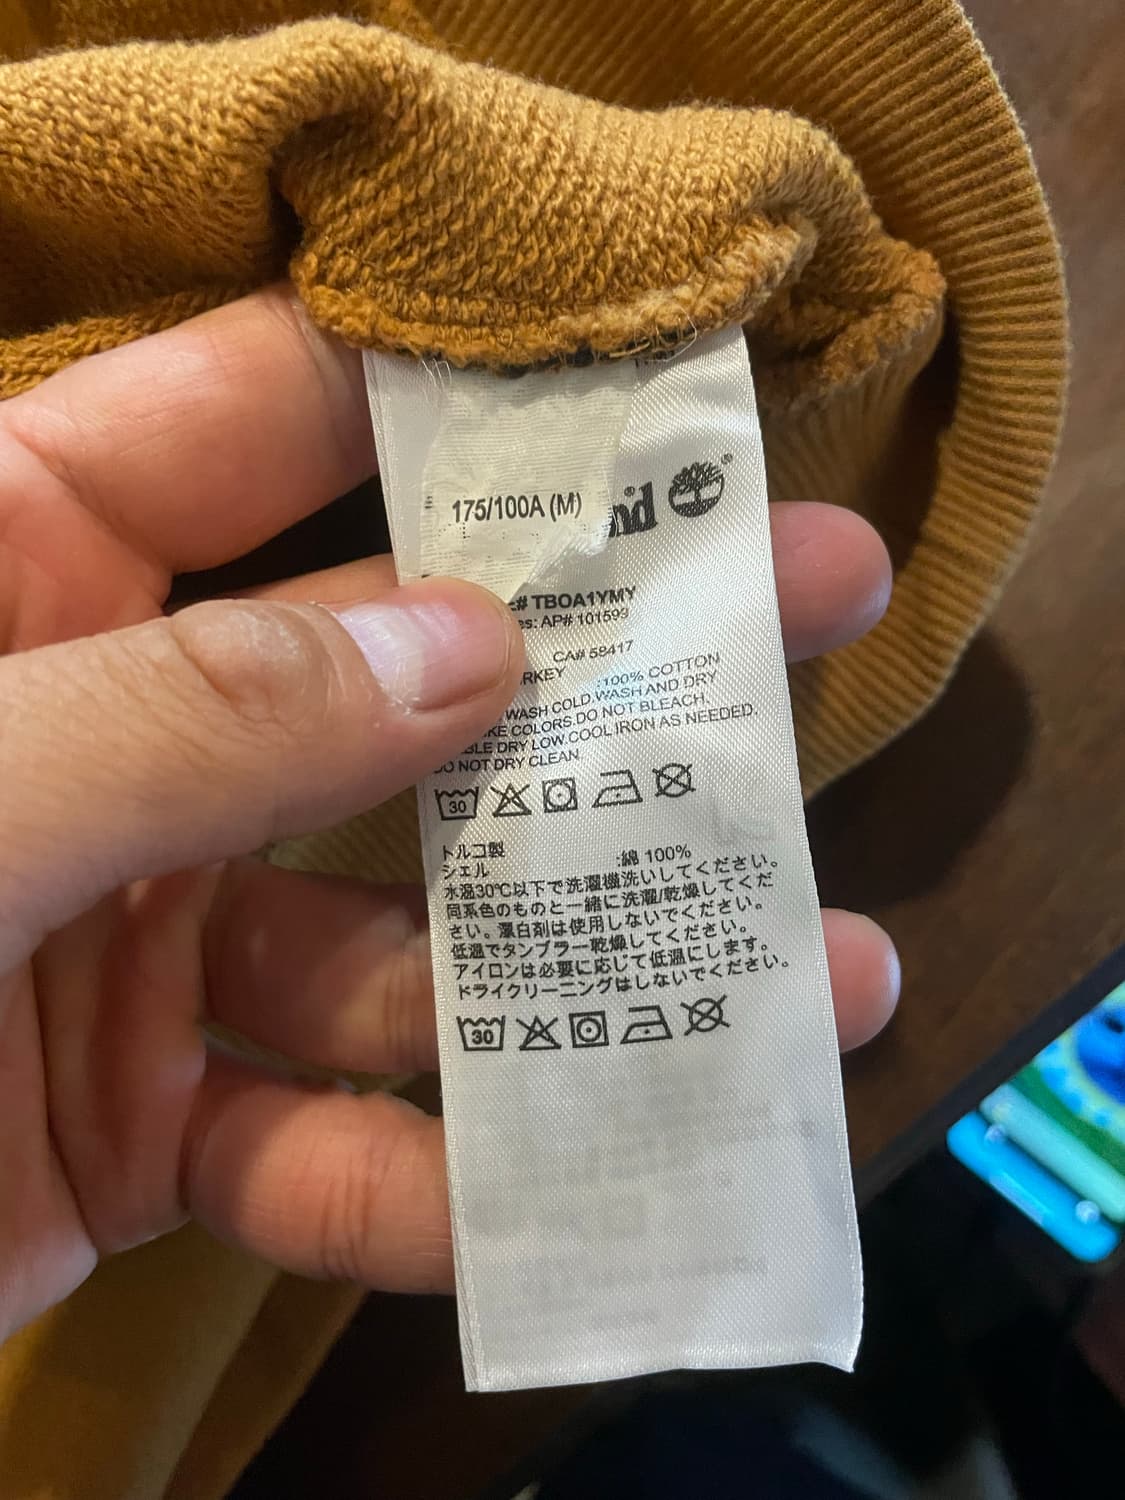 175/100A (M)
nd ®
# TB0A1YMY
es: AP# 101599
CA# 58417
RKEY 100% COTTON
WASH COLD.WASH AND DRY
KE COLORS.DO NOT BLEACH.
BLE DRY LOW.COOL IRON AS NEEDED.
DO NOT DRY CLEAN
30
トルコ製
シェル :綿 100%
水温30℃以下で洗濯機洗いしてください。
同系色のものと一緒に洗濯/乾燥してくだ
さい。漂白剤は使用しないでください。
低温でタンブラー乾燥してください。
アイロンは必要に応じて低温にします。
ドライクリーニングはしないでください。
30